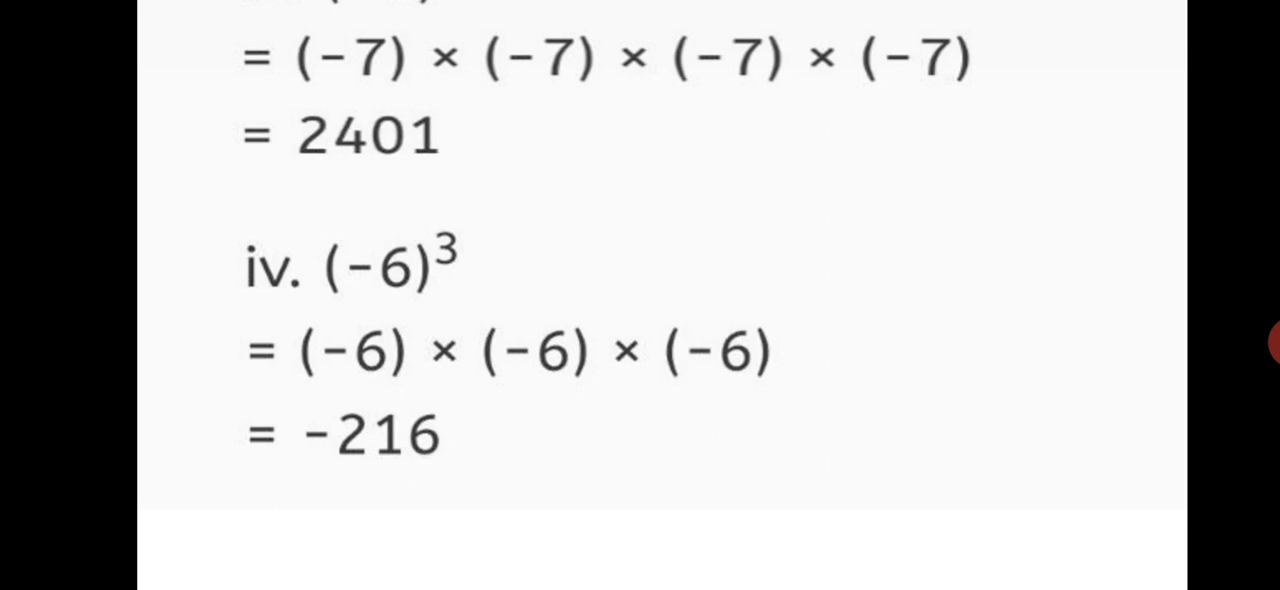 = (-7) × (-7) × (-7) × (-7)
= 2401
iv. (-6)³
= (-6) × (-6) × (-6)
= -216